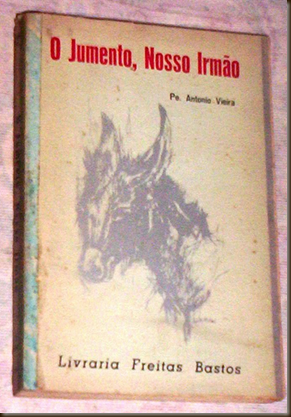 O Jumento, Nosso Irmão
Pe. Antonio Vieira
Livraria Freitas Bastos